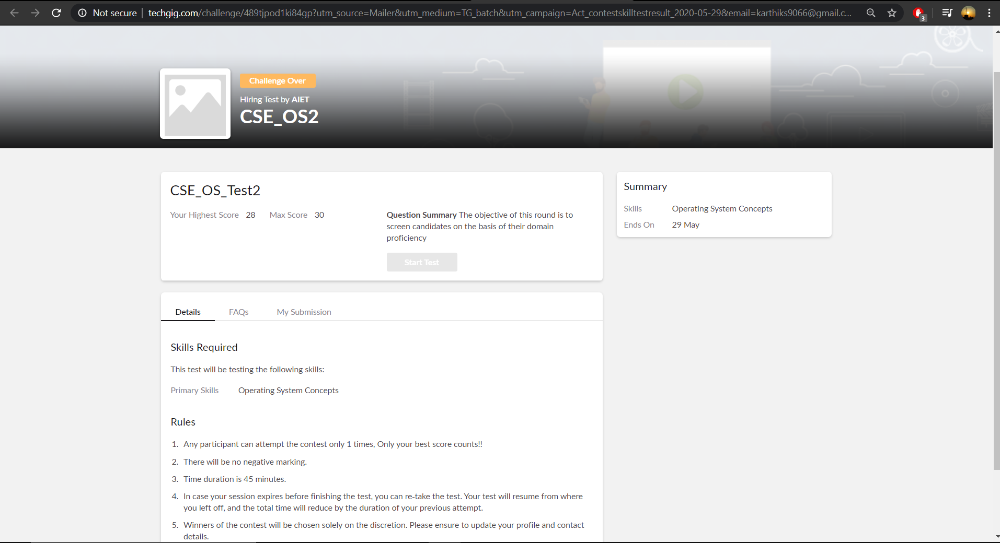 Not secure
techgig.com/challenge/489tjpod1ki84gp?utm_source=Mailer&utm_medium=TG_batch&utm_campaign=Act_contestskilltestresult_2020-05-29&email=karthiks9066@gmail.c...
3
Challenge Over
Hiring Test by AIET
CSE_OS2
CSE_OS_Test2
Your Highest Score 28 Max Score 30
Question Summary The objective of this round is to
screen candidates on the basis of their domain
proficiency
Start Test
Summary
Skills Operating System Concepts
Ends On 29 May
Details FAQs My Submission
Skills Required
This test will be testing the following skills:
Primary Skills Operating System Concepts
Rules
1. Any participant can attempt the contest only 1 times, Only your best score counts!!
2. There will be no negative marking.
3. Time duration is 45 minutes.
4. In case your session expires before finishing the test, you can re-take the test. Your test will resume from where
you left off, and the total time will reduce by the duration of your previous attempt.
5. Winners of the contest will be chosen solely on the discretion. Please ensure to update your profile and contact
details.